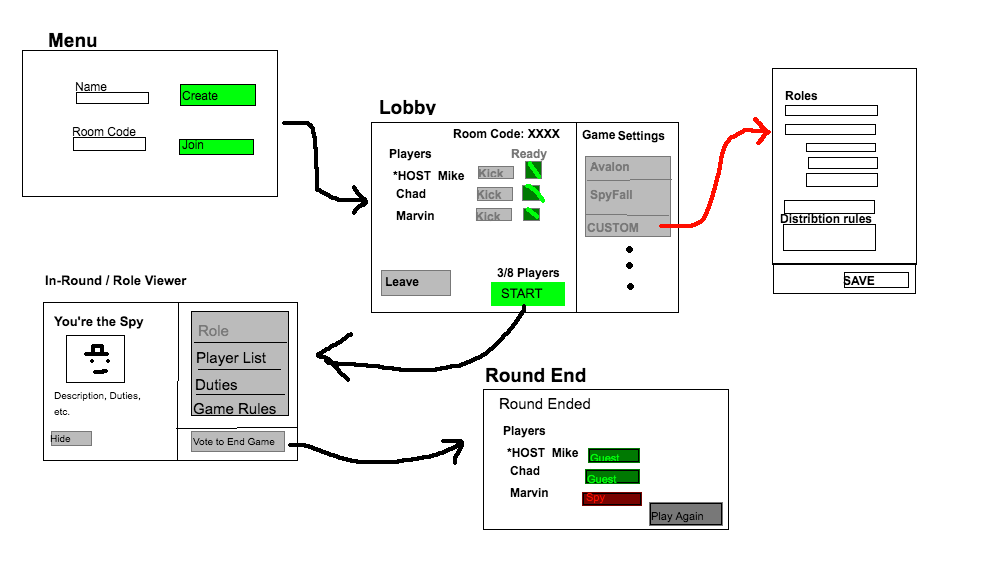 Menu
Name
Create
Room Code
Join
Lobby
Room Code: XXXX
Players
Ready
*HOST Mike
Kick
Chad
Kick
Marvin
Kick
Leave
3/8 Players
START
Game Settings
Avalon
SpyFall
CUSTOM
Roles
Distribtion rules
SAVE
In-Round / Role Viewer
You're the Spy
Description, Duties,
etc.
Hide
Role
Player List
Duties
Game Rules
Vote to End Game
Round End
Round Ended
Players
*HOST Mike
Guest
Chad
Guest
Marvin
Spy
Play Again